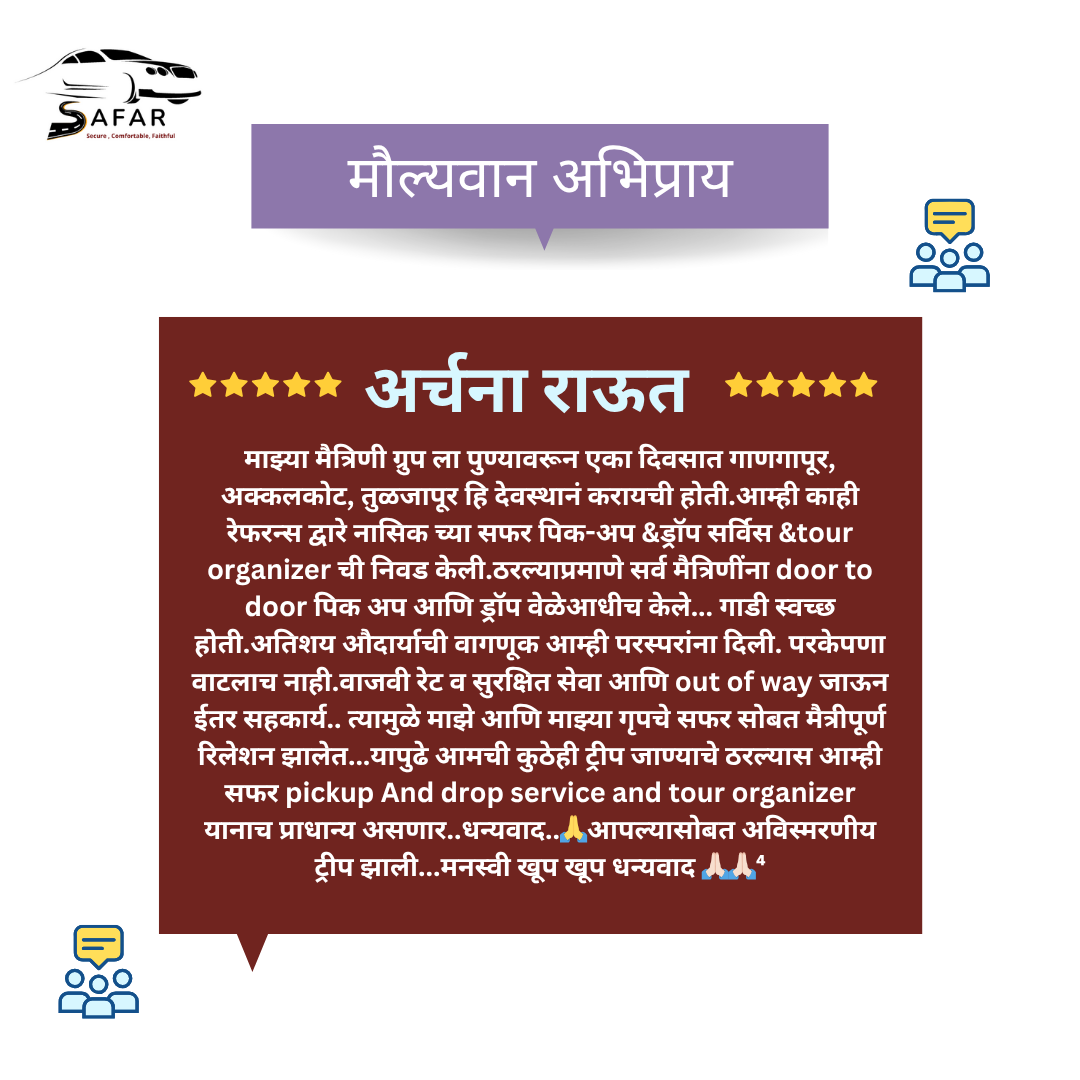 SAFAR
Secure , Comfortable, Faithful
मौल्यवान अभिप्राय
अर्चना राऊत
माझ्या मैत्रिणी ग्रुप ला पुण्यावरून एका दिवसात गाणगापूर,
अक्कलकोट, तुळजापूर हि देवस्थानं करायची होती.आम्ही काही
रेफरन्स द्वारे नासिक च्या सफर पिक-अप &ड्रॉप सर्विस &tour
organizer ची निवड केली.ठरल्याप्रमाणे सर्व मैत्रिणींना door to
door पिक अप आणि ड्रॉप वेळेआधीच केले... गाडी स्वच्छ
होती.अतिशय औदार्याची वागणूक आम्ही परस्परांना दिली. परकेपणा
वाटलाच नाही.वाजवी रेट व सुरक्षित सेवा आणि out of way जाऊन
ईतर सहकार्य.. त्यामुळे माझे आणि माझ्या गृपचे सफर सोबत मैत्रीपूर्ण
रिलेशन झालेत...यापुढे आमची कुठेही ट्रीप जाण्याचे ठरल्यास आम्ही
सफर pickup And drop service and tour organizer
यानाच प्राधान्य असणार..धन्यवाद..🙏आपल्यासोबत अविस्मरणीय
ट्रीप झाली...मनस्वी खूप खूप धन्यवाद 🙏🏻🙏🏻⁴